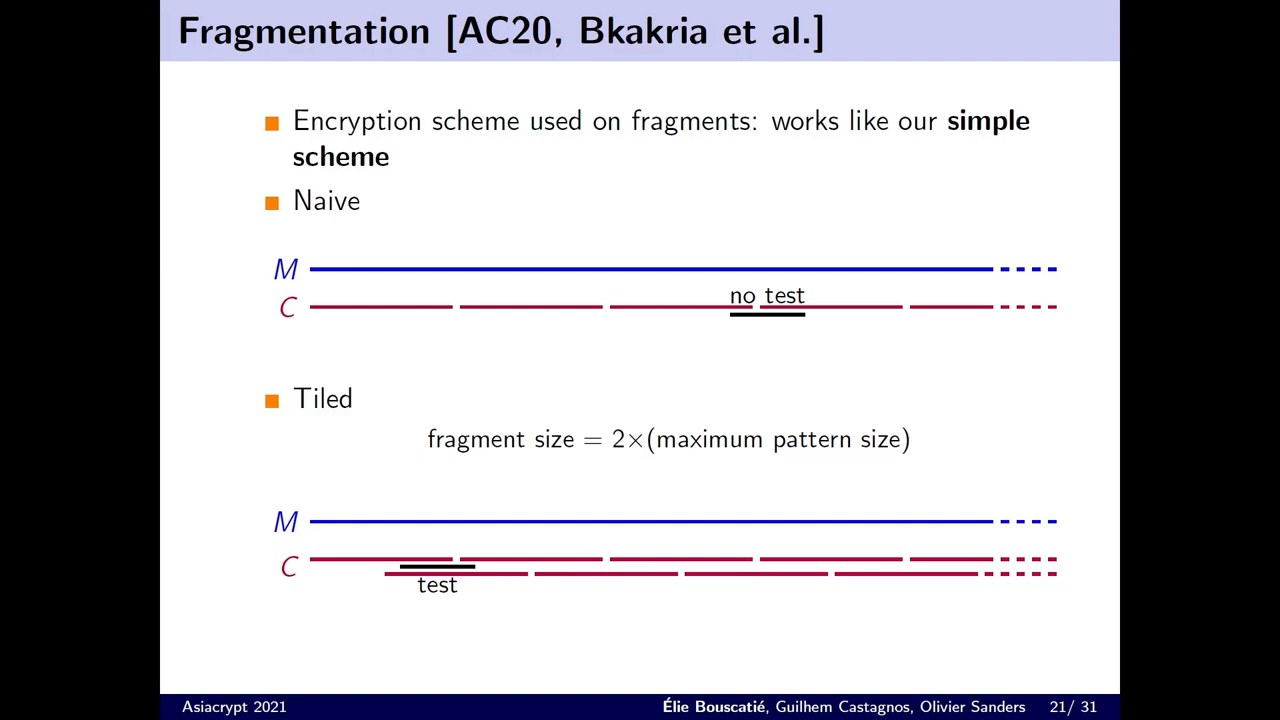 Fragmentation [AC20, Bkakria et al.]
Encryption scheme used on fragments: works like our simple
scheme
Naive
M
C
no test
Tiled
fragment size = 2×(maximum pattern size)
M
C
test
Asiacrypt 2021
Élie Bouscatié, Guilhem Castagnos, Olivier Sanders
21/ 31